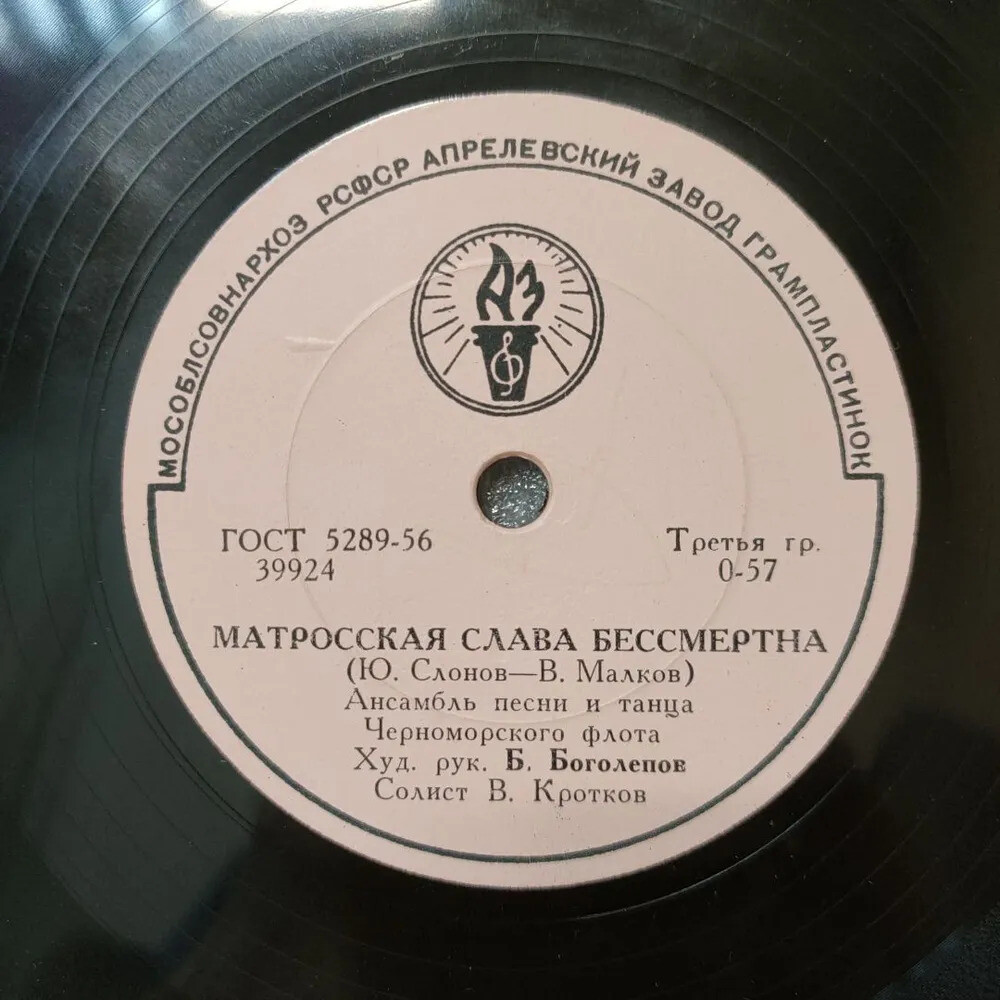 МОСОБЛСОВНАРХОЗ РСФСР АПРЕЛЕВСКИЙ ЗАВОД ГРАМПЛАСТИНОК
АЗ
ГОСТ 5289-56 Третья гр.
39924 0-57
МАТРОССКАЯ СЛАВА БЕССМЕРТНА
(Ю. Слонов—В. Малков)
Ансамбль песни и танца
Черноморского флота
Худ. рук. Б. Боголепов
Солист В. Кротков